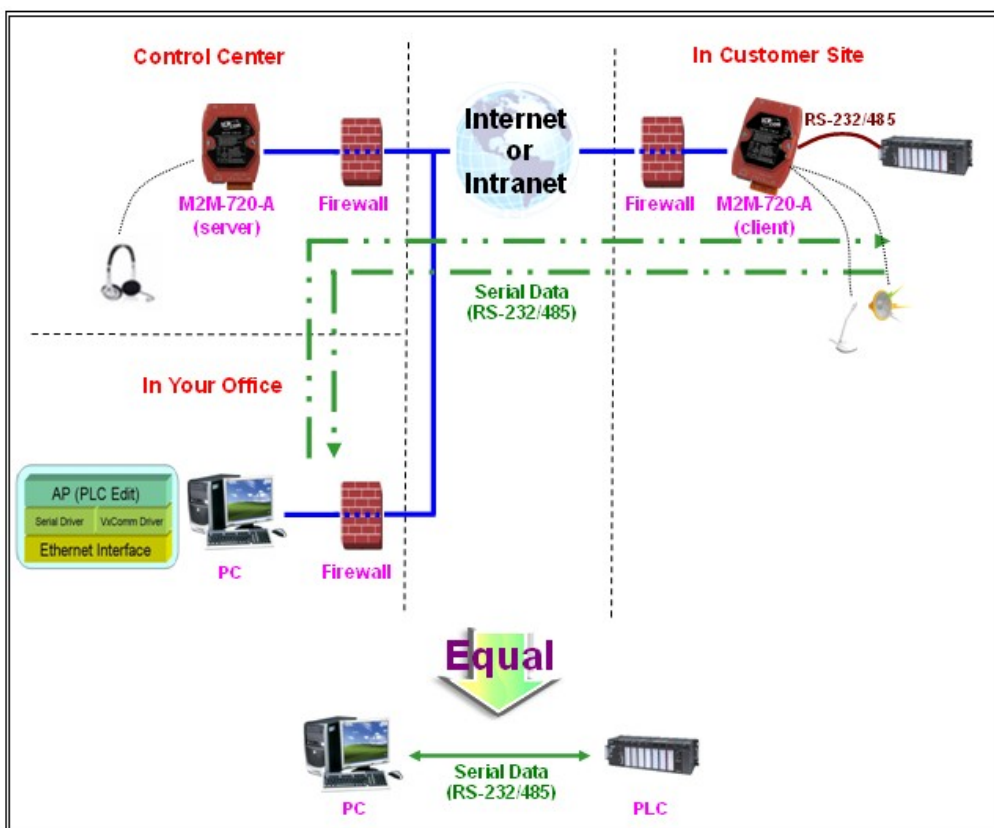 Control Center
In Customer Site
Internet
or
Intranet
RS-232/485
M2M-720-A
(server)
Firewall
Firewall
M2M-720-A
(client)
Serial Data
(RS-232/485)
In Your Office
AP (PLC Edit)
Serial Driver
VxComm Driver
Ethernet Interface
PC
Firewall
Equal
Serial Data
(RS-232/485)
PC
PLC